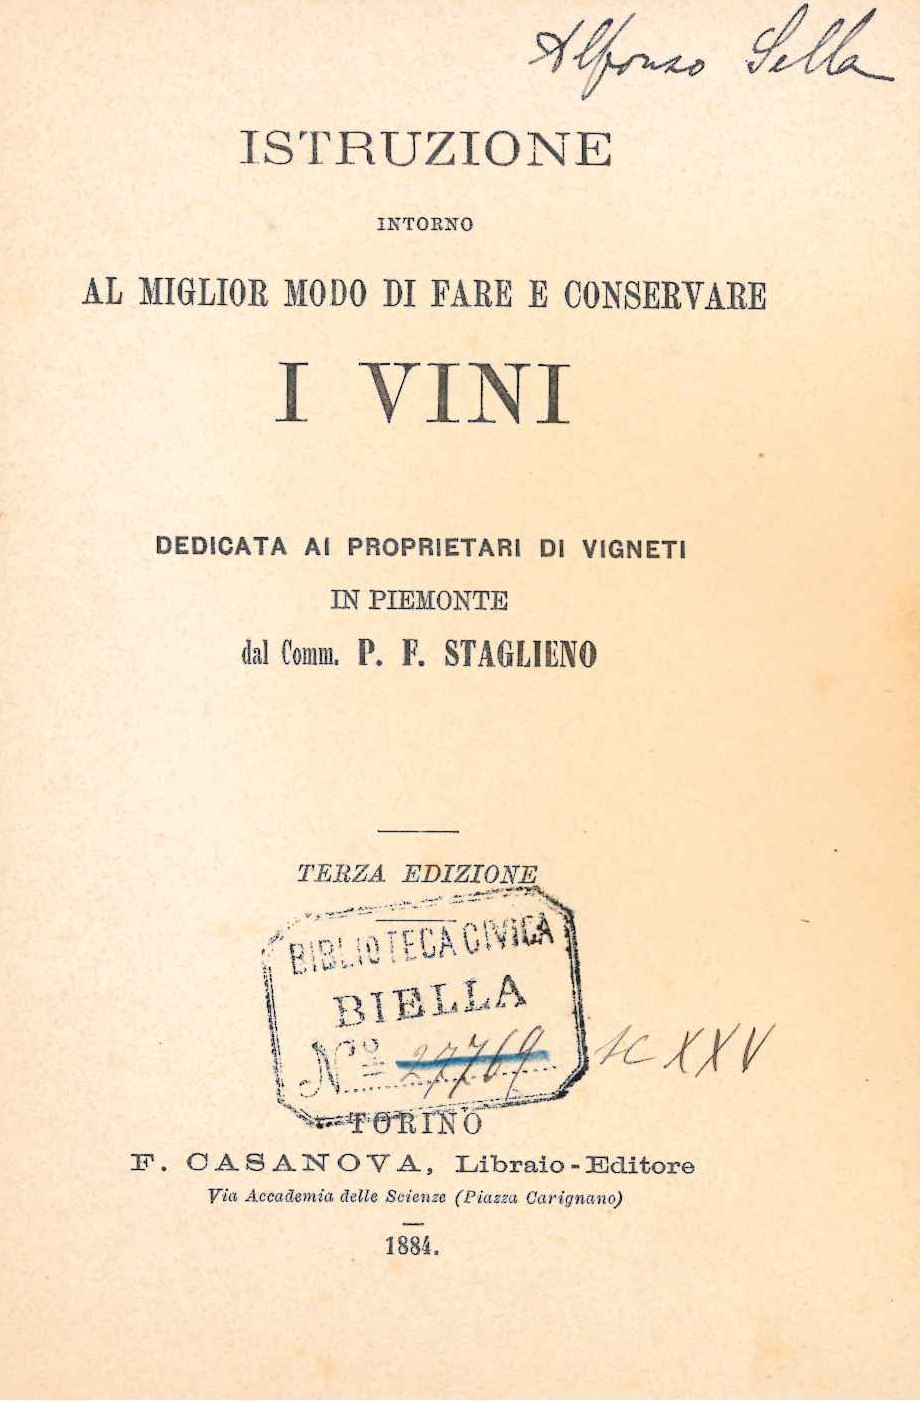 Alfonso Sella
ISTRUZIONE
INTORNO
AL MIGLIOR MODO DI FARE E CONSERVARE
I VINI
DEDICATA AI PROPRIETARI DI VIGNETI
IN PIEMONTE
dal Comm. P. F. STAGLIENO
TERZA EDIZIONE
BIBLIOTECA CIVICA
BIELLA
Nro 27769
XXV
TORINO
F. CASANOVA, Libraio-Editore
Via Accademia delle Scienze (Piazza Carignano)
1884.